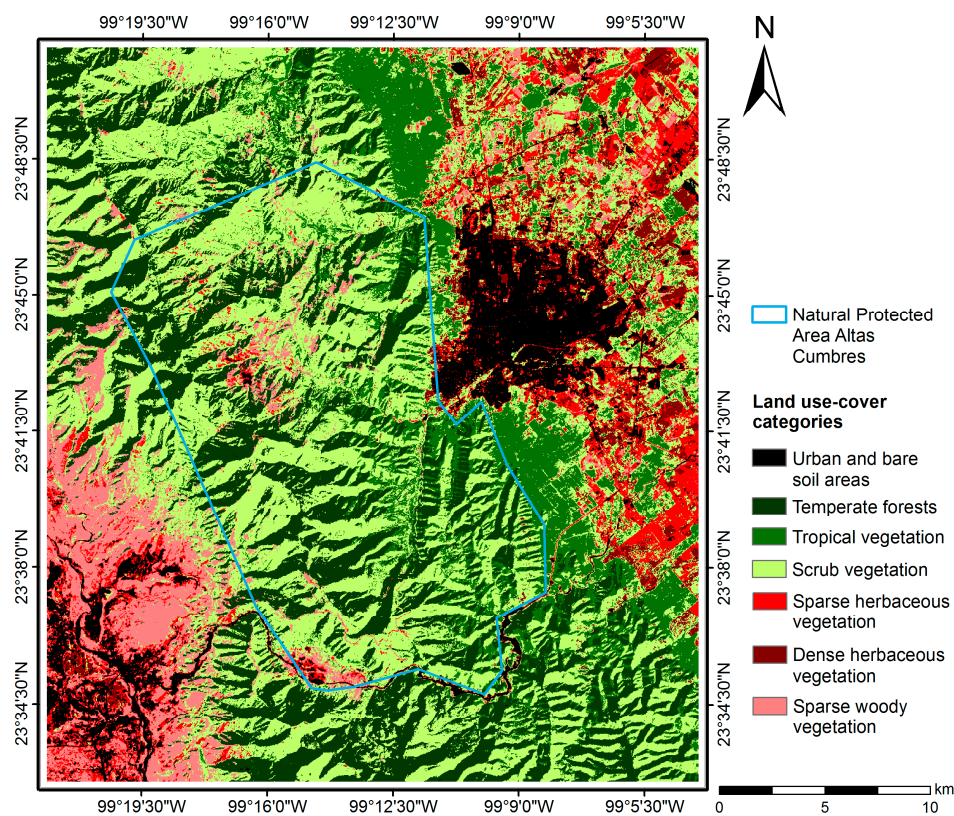 99°19'30"W 99°16'0"W 99°12'30"W 99°9'0"W 99°5'30"W
N
23°48'30"N 23°48'30"N
23°45'0"N 23°45'0"N
Natural Protected
Area Altas
Cumbres
Land use-cover
categories
23°41'30"N 23°41'30"N
Urban and bare
soil areas
Temperate forests
Tropical vegetation
23°38'0"N 23°38'0"N
Scrub vegetation
Sparse herbaceous
vegetation
Dense herbaceous
vegetation
23°34'30"N 23°34'30"N
Sparse woody
vegetation
km
99°19'30"W 99°16'0"W 99°12'30"W 99°9'0"W 99°5'30"W
0 5 10